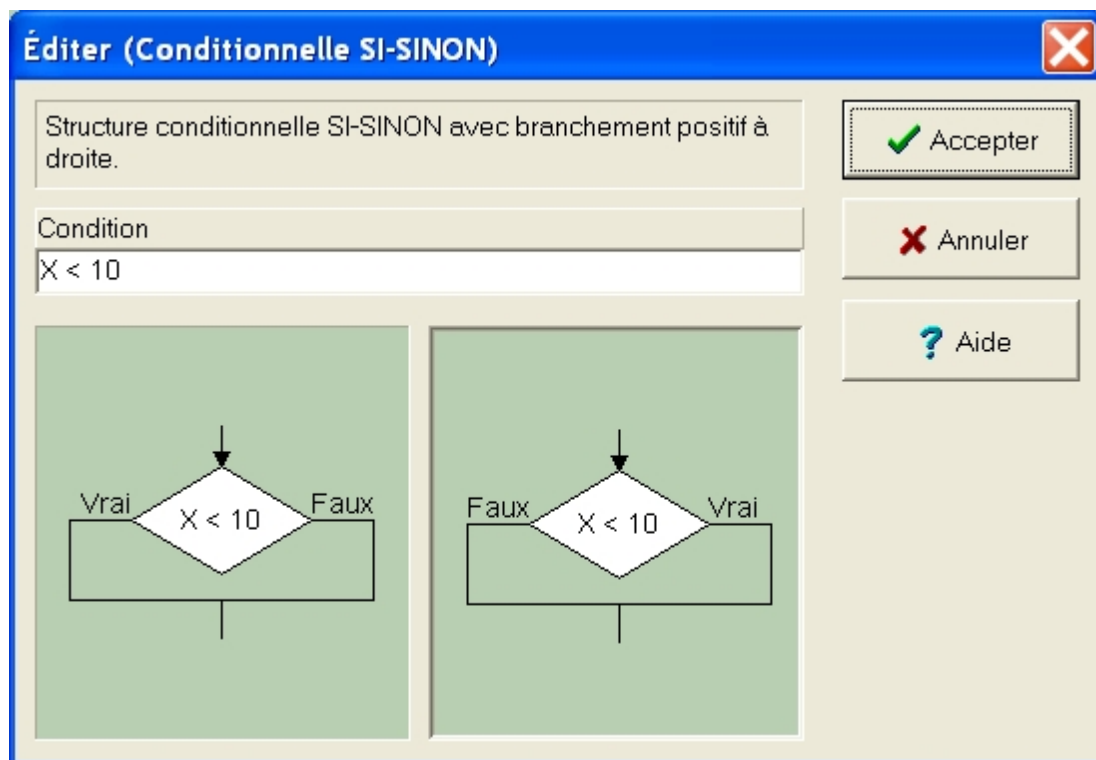 Éditer (Conditionnelle SI-SINON)
Structure conditionnelle SI-SINON avec branchement positif à
droite.
Accepter
Condition
X < 10
Annuler
Aide
Vrai
X < 10
Faux
Faux
X < 10
Vrai